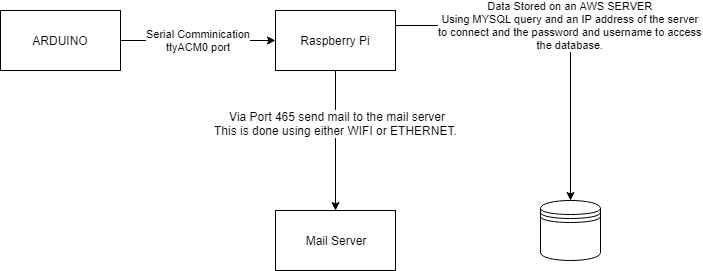 Data Stored on an AWS SERVER
Using MYSQL query and an IP address of the server
to connect and the password and username to access
the database.
ARDUINO
Serial Comminication
ttyACM0 port
Raspberry Pi
Via Port 465 send mail to the mail server
This is done using either WIFI or ETHERNET.
Mail Server